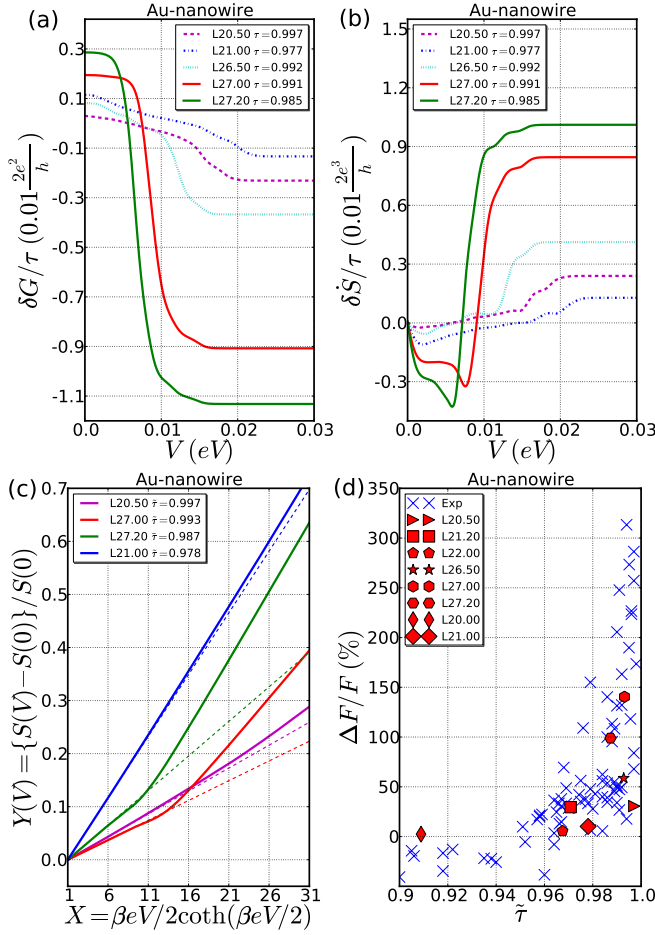 (a) Au-nanowire
L20.50 τ=0.997
L21.00 τ=0.977
L26.50 τ=0.992
L27.00 τ=0.991
L27.20 τ=0.985
0.3
0.1
-0.1
-0.3
-0.5
-0.7
-0.9
-1.1
δG/τ (0.01 2e²/h)
0.0 0.01 0.02 0.03
V (eV)
(b) Au-nanowire
L20.50 τ=0.997
L21.00 τ=0.977
L26.50 τ=0.992
L27.00 τ=0.991
L27.20 τ=0.985
1.5
1.2
0.9
0.6
0.3
0.0
-0.3
δṠ/τ (0.01 2e³/h)
0.0 0.01 0.02 0.03
V (eV)
(c) Au-nanowire
L20.50 τ̃=0.997
L27.00 τ̃=0.993
L27.20 τ̃=0.987
L21.00 τ̃=0.978
0.7
0.6
0.5
0.4
0.3
0.2
0.1
0.0
Y(V)={S(V)−S(0)}/S(0)
1 6 11 16 21 26 31
X=βeV/2coth(βeV/2)
(d) Au-nanowire
Exp
L20.50
L21.20
L22.00
L26.50
L27.00
L27.20
L20.00
L21.00
350
300
250
200
150
100
50
0
ΔF/F (%)
0.9 0.92 0.94 0.96 0.98 1.0
τ̃